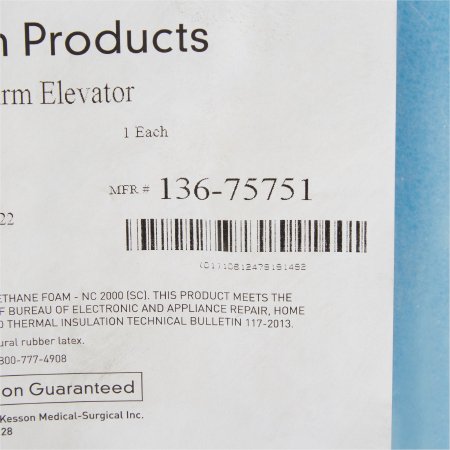 n Products
rm Elevator
1 Each
MFR # 136-75751
22
(01)10612479191452
ETHANE FOAM - NC 2000 (SC). THIS PRODUCT MEETS THE
F BUREAU OF ELECTRONIC AND APPLIANCE REPAIR, HOME
D THERMAL INSULATION TECHNICAL BULLETIN 117-2013.
ural rubber latex.
800-777-4908
on Guaranteed
Kesson Medical-Surgical Inc.
28